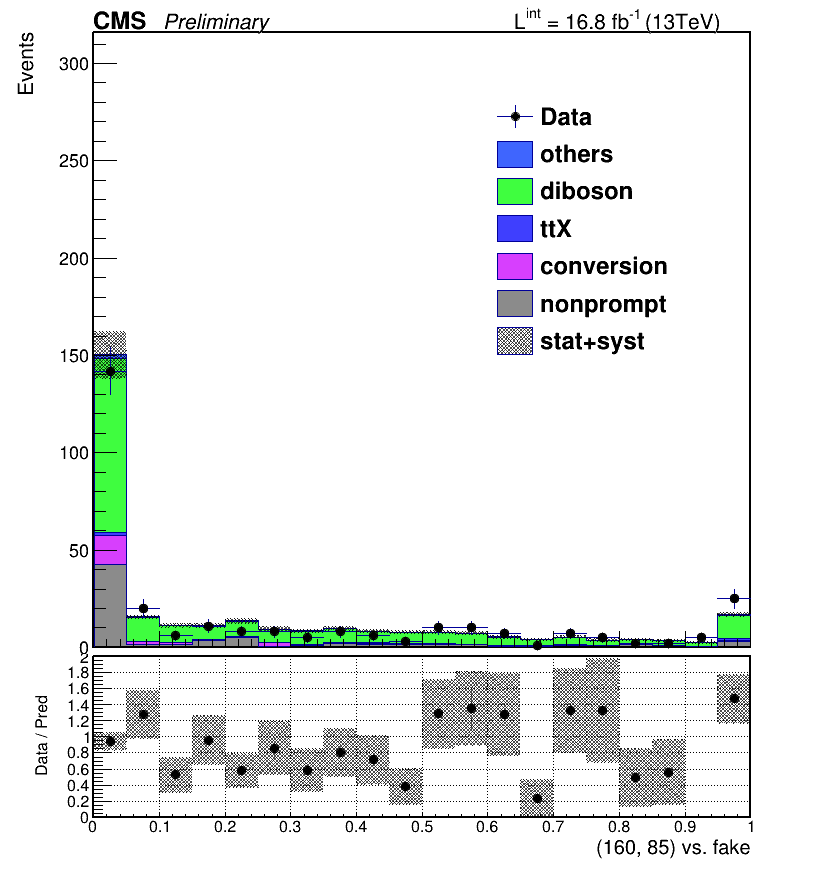 CMS Preliminary L^int = 16.8 fb^-1 (13TeV)
Events
300
250
200
150
100
50
0
Data
others
diboson
ttX
conversion
nonprompt
stat+syst
Data / Pred
2
1.8
1.6
1.4
1.2
1
0.8
0.6
0.4
0.2
0
0 0.1 0.2 0.3 0.4 0.5 0.6 0.7 0.8 0.9 1
(160, 85) vs. fake